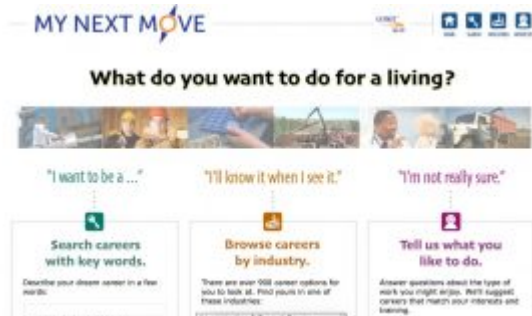 MY NEXT MOVE
What do you want to do for a living?
"I want to be a ..."
"I'll know it when I see it."
"I'm not really sure."
Search careers
with key words.
Browse careers
by industry.
Tell us what you
like to do.
Describe your dream career in a few
words:
There are over 900 career options for
you to look at. Find yours in one of
these industries:
Answer questions about the type of
work you might enjoy. We'll suggest
careers that match your interests and
training.